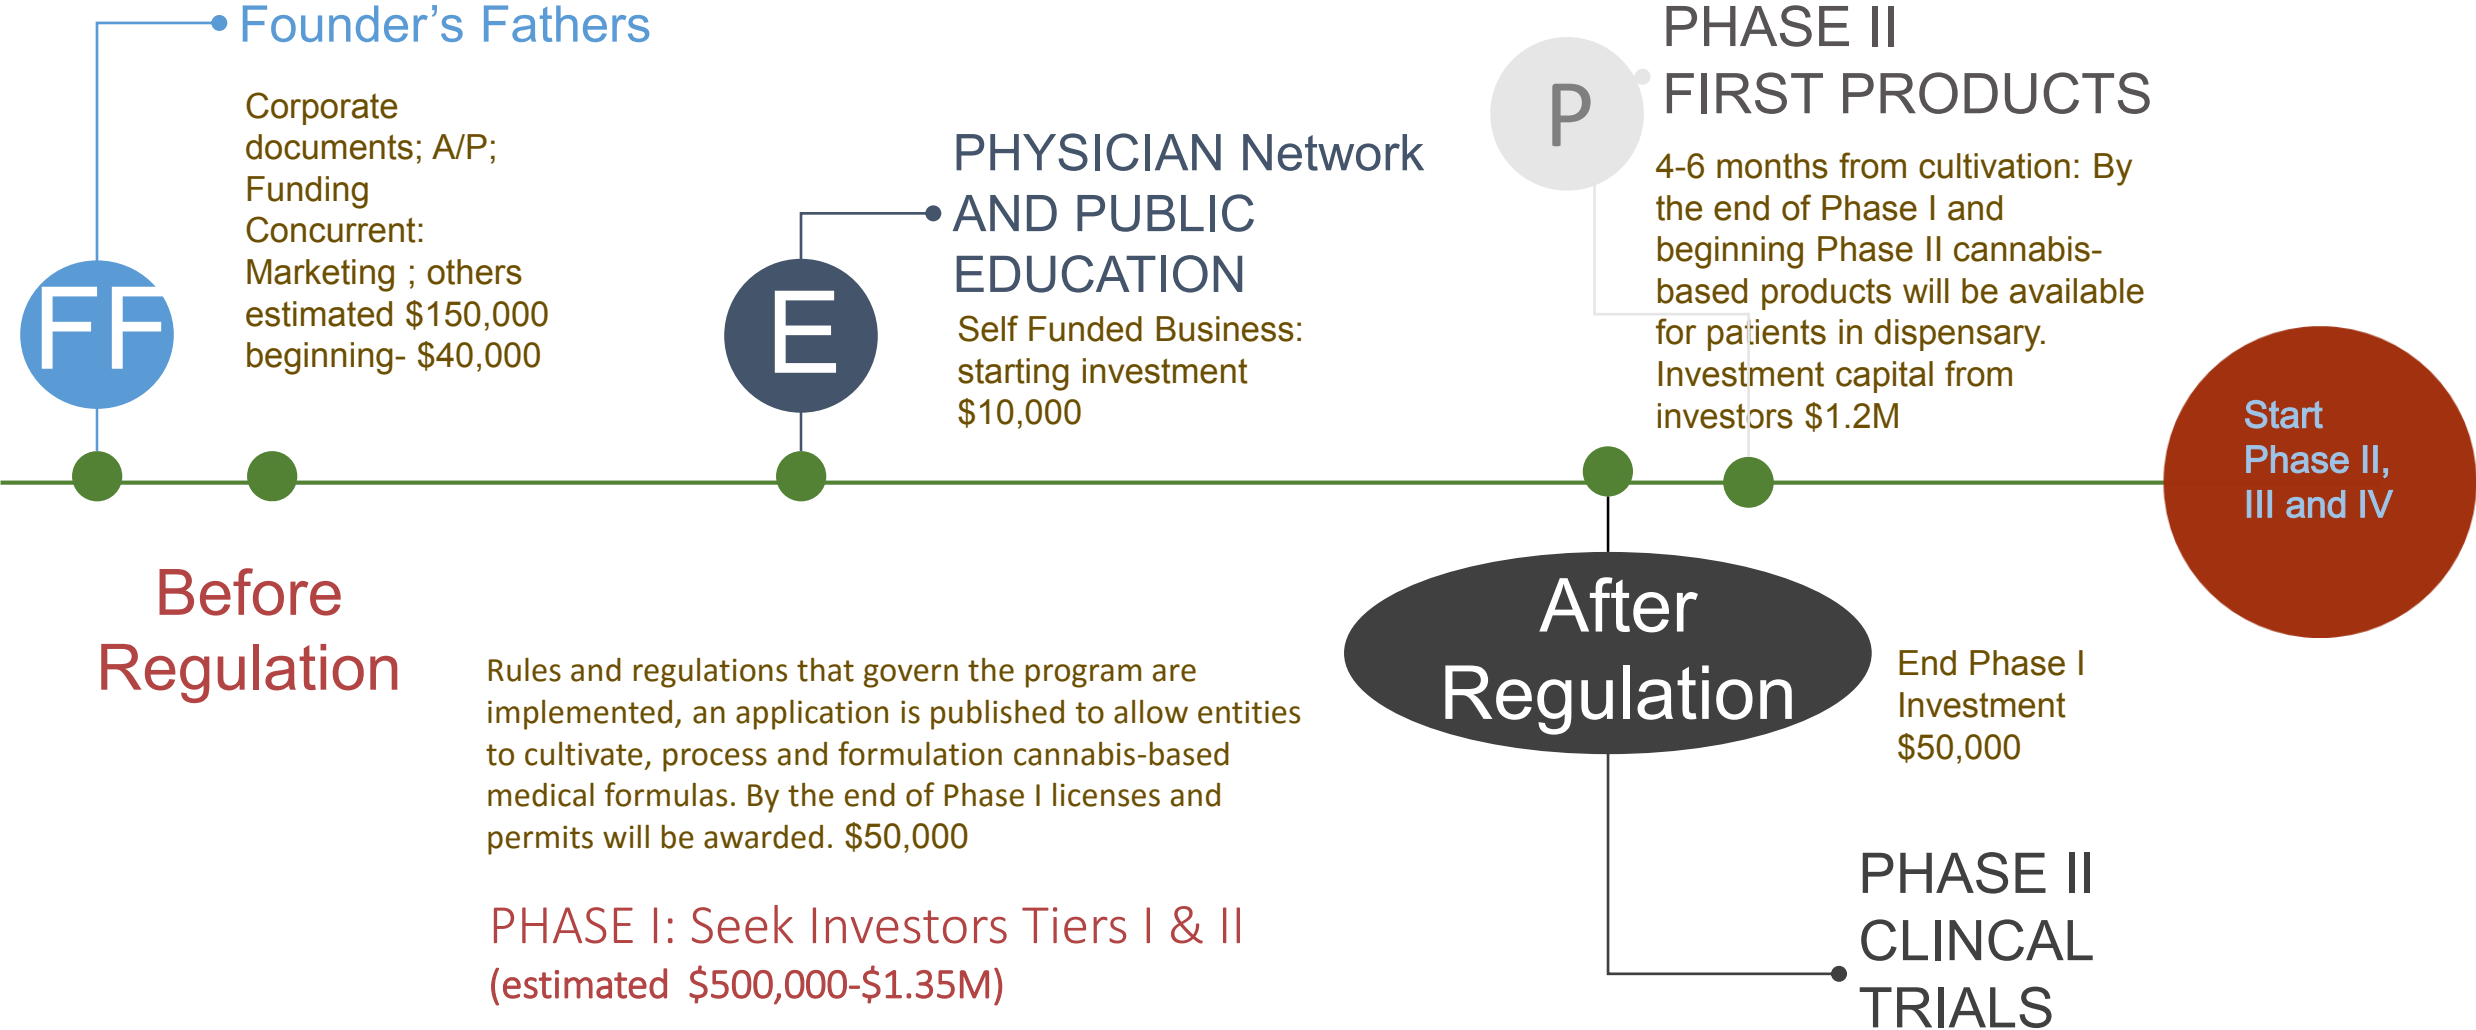 Founder's Fathers
Corporate
documents; A/P;
Funding
Concurrent:
Marketing ; others
estimated $150,000
beginning- $40,000
FF
PHYSICIAN Network
AND PUBLIC
EDUCATION
Self Funded Business:
starting investment
$10,000
E
PHASE II
FIRST PRODUCTS
P
4-6 months from cultivation: By
the end of Phase I and
beginning Phase II cannabis-
based products will be available
for patients in dispensary.
Investment capital from
investors $1.2M
Start
Phase II,
III and IV
Before
Regulation
Rules and regulations that govern the program are
implemented, an application is published to allow entities
to cultivate, process and formulation cannabis-based
medical formulas. By the end of Phase I licenses and
permits will be awarded. $50,000
PHASE I: Seek Investors Tiers I & II
(estimated $500,000-$1.35M)
After
Regulation
End Phase I
Investment
$50,000
PHASE II
CLINCAL
TRIALS